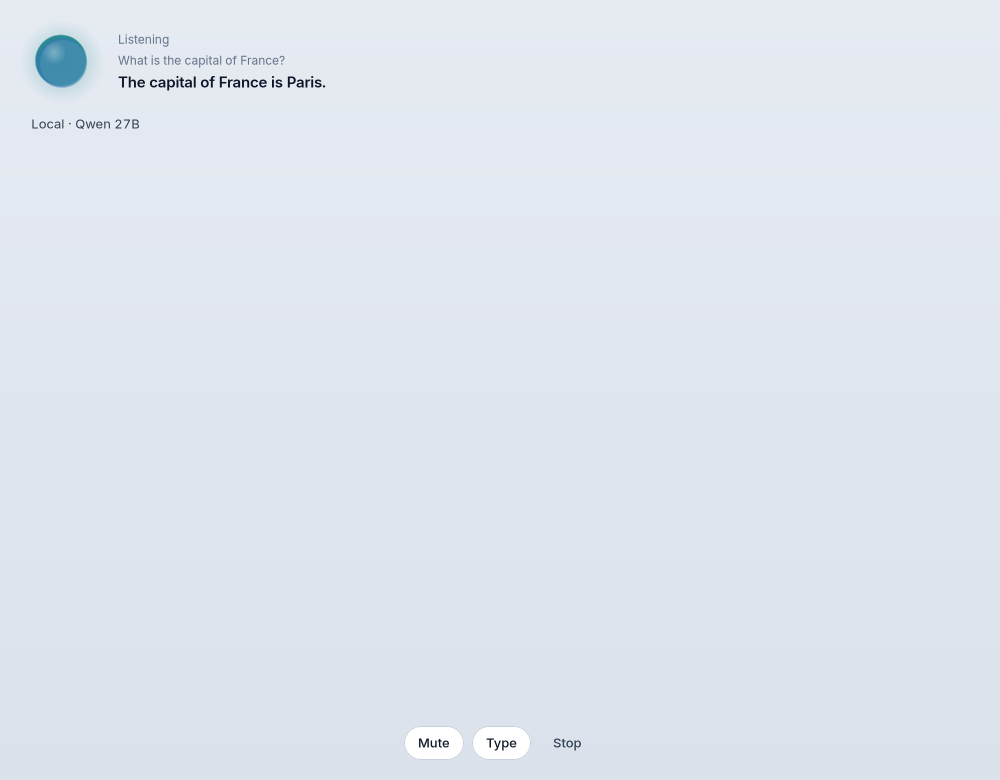 Listening
What is the capital of France?
The capital of France is Paris.
Local · Qwen 27B
Mute
Type
Stop